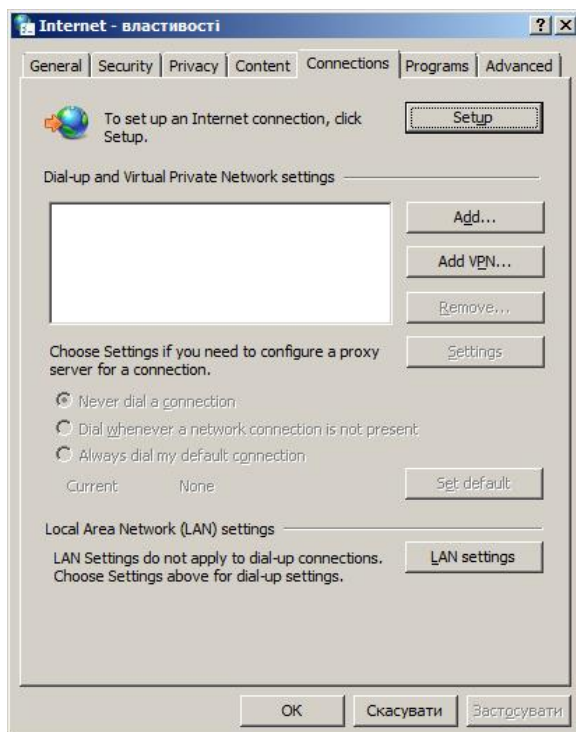 Internet - властивості
General Security Privacy Content Connections Programs Advanced
To set up an Internet connection, click
Setup.
Setup
Dial-up and Virtual Private Network settings
Add...
Add VPN...
Remove...
Choose Settings if you need to configure a proxy
server for a connection.
Settings
Never dial a connection
Dial whenever a network connection is not present
Always dial my default connection
Current None
Set default
Local Area Network (LAN) settings
LAN Settings do not apply to dial-up connections.
Choose Settings above for dial-up settings.
LAN settings
OK Скасувати Застосувати